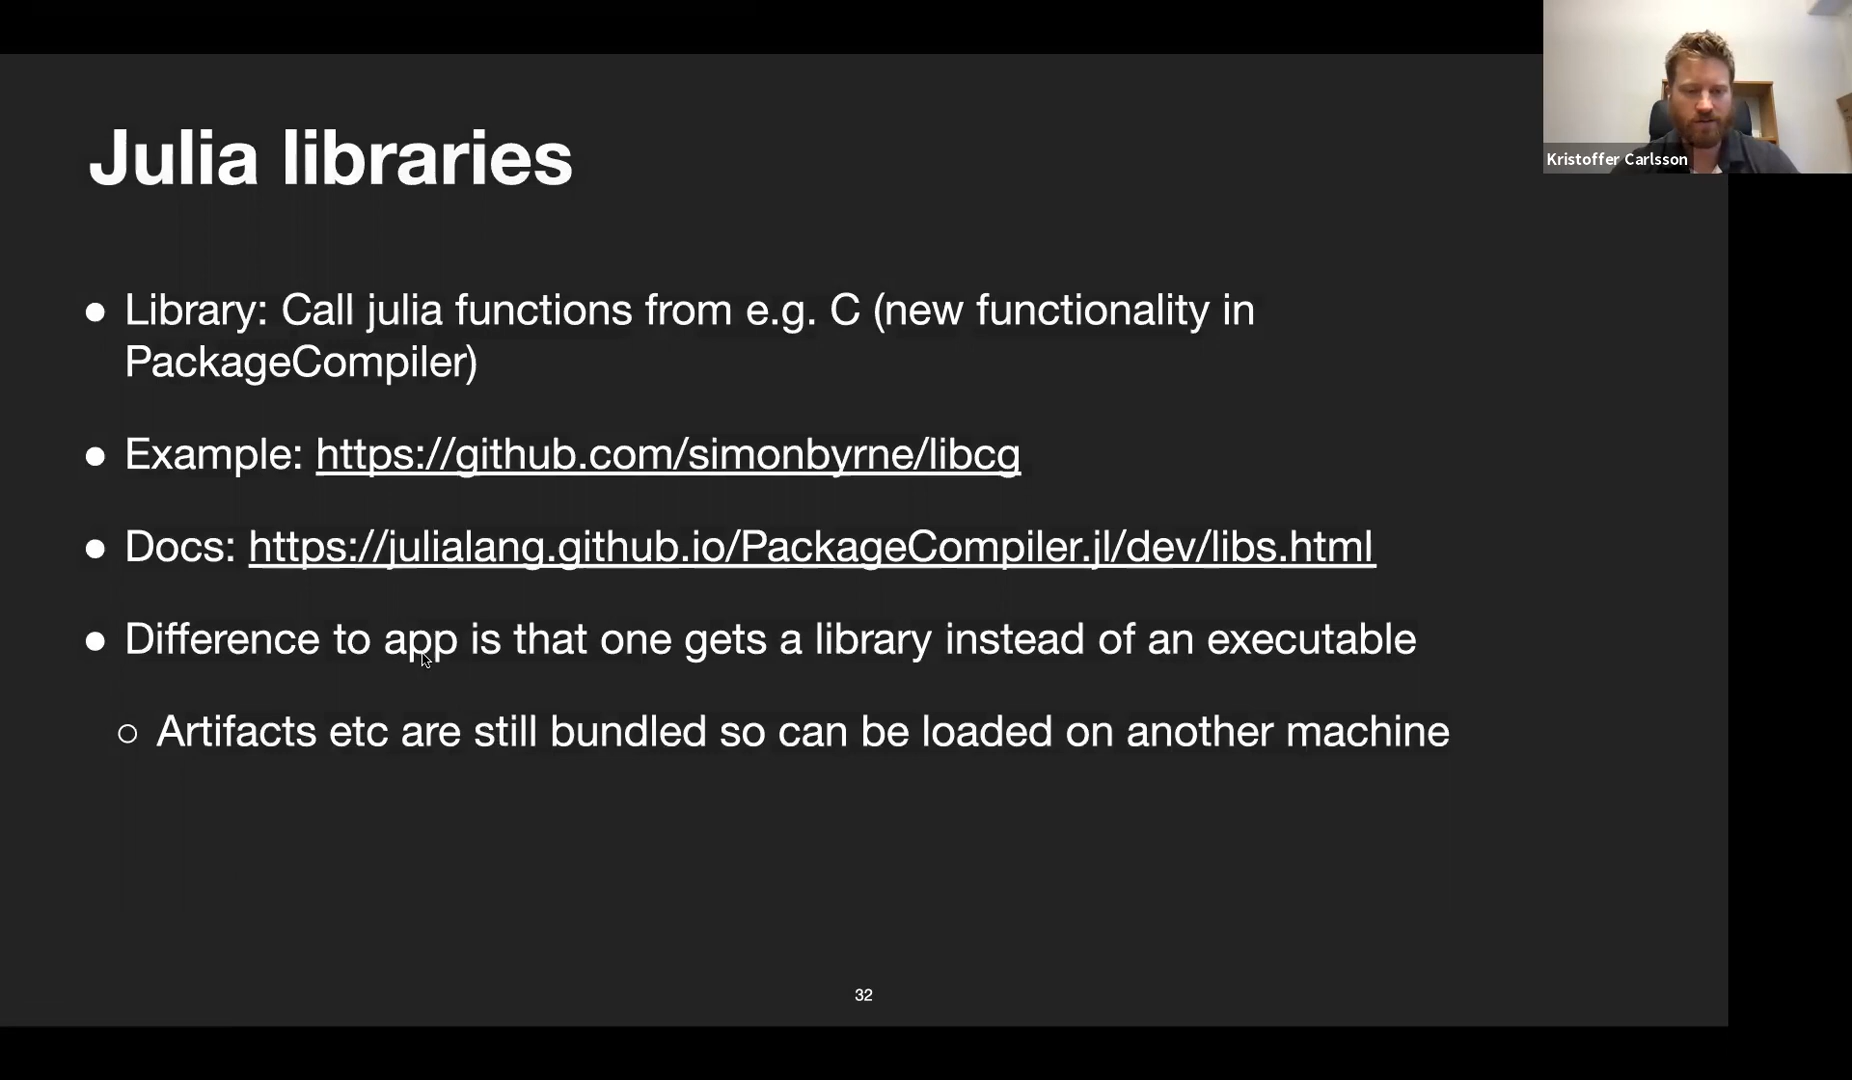 Kristoffer Carlsson
Julia libraries
● Library: Call julia functions from e.g. C (new functionality in
PackageCompiler)
● Example: https://github.com/simonbyrne/libcg
● Docs: https://julialang.github.io/PackageCompiler.jl/dev/libs.html
● Difference to app is that one gets a library instead of an executable
○ Artifacts etc are still bundled so can be loaded on another machine
32